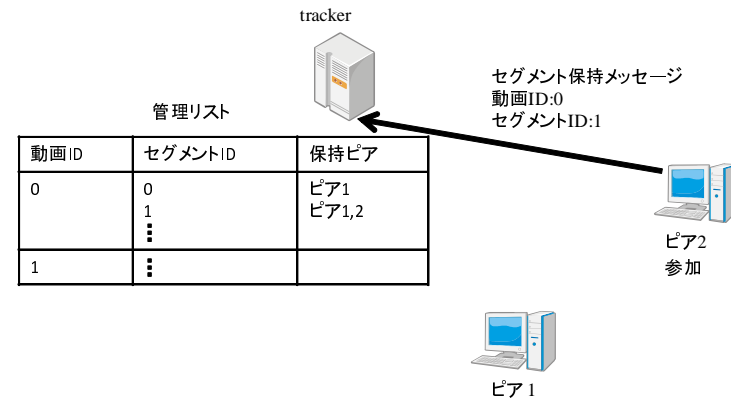 tracker
セグメント保持メッセージ
動画ID:0
セグメントID:1
管理リスト
動画ID セグメントID 保持ピア
0 0 ピア1
1 ピア1,2
⋮
1 ⋮
ピア2
参加
ピア 1